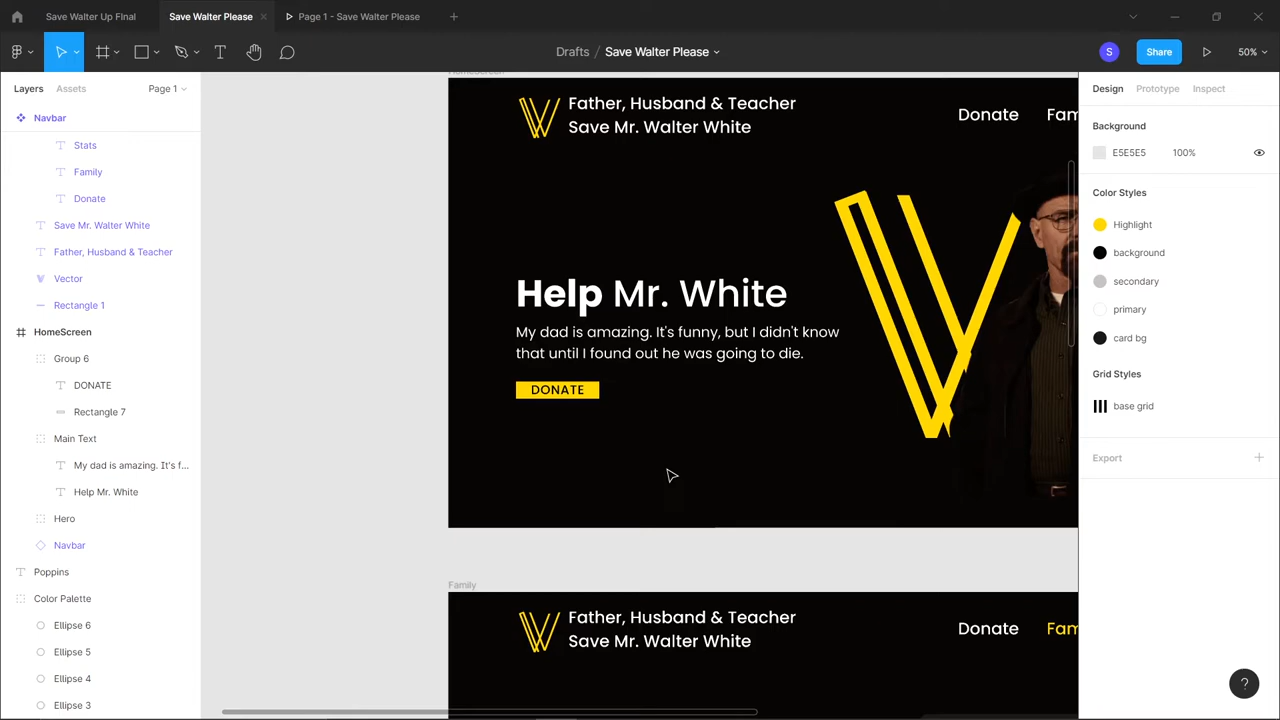 Save Walter Up Final
Save Walter Please
Page 1 - Save Walter Please
Drafts / Save Walter Please
S
Share
50%
Layers
Assets
Page 1
Navbar
Stats
Family
Donate
Save Mr. Walter White
Father, Husband & Teacher
Vector
Rectangle 1
HomeScreen
Group 6
DONATE
Rectangle 7
Main Text
My dad is amazing. It's f...
Help Mr. White
Hero
Navbar
Poppins
Color Palette
Ellipse 6
Ellipse 5
Ellipse 4
Ellipse 3
HomeScreen
Father, Husband & Teacher
Save Mr. Walter White
Donate
Fam
Help Mr. White
My dad is amazing. It's funny, but I didn't know
that until I found out he was going to die.
DONATE
Family
Father, Husband & Teacher
Save Mr. Walter White
Donate
Fam
Design
Prototype
Inspect
Background
E5E5E5
100%
Color Styles
Highlight
background
secondary
primary
card bg
Grid Styles
base grid
Export
?